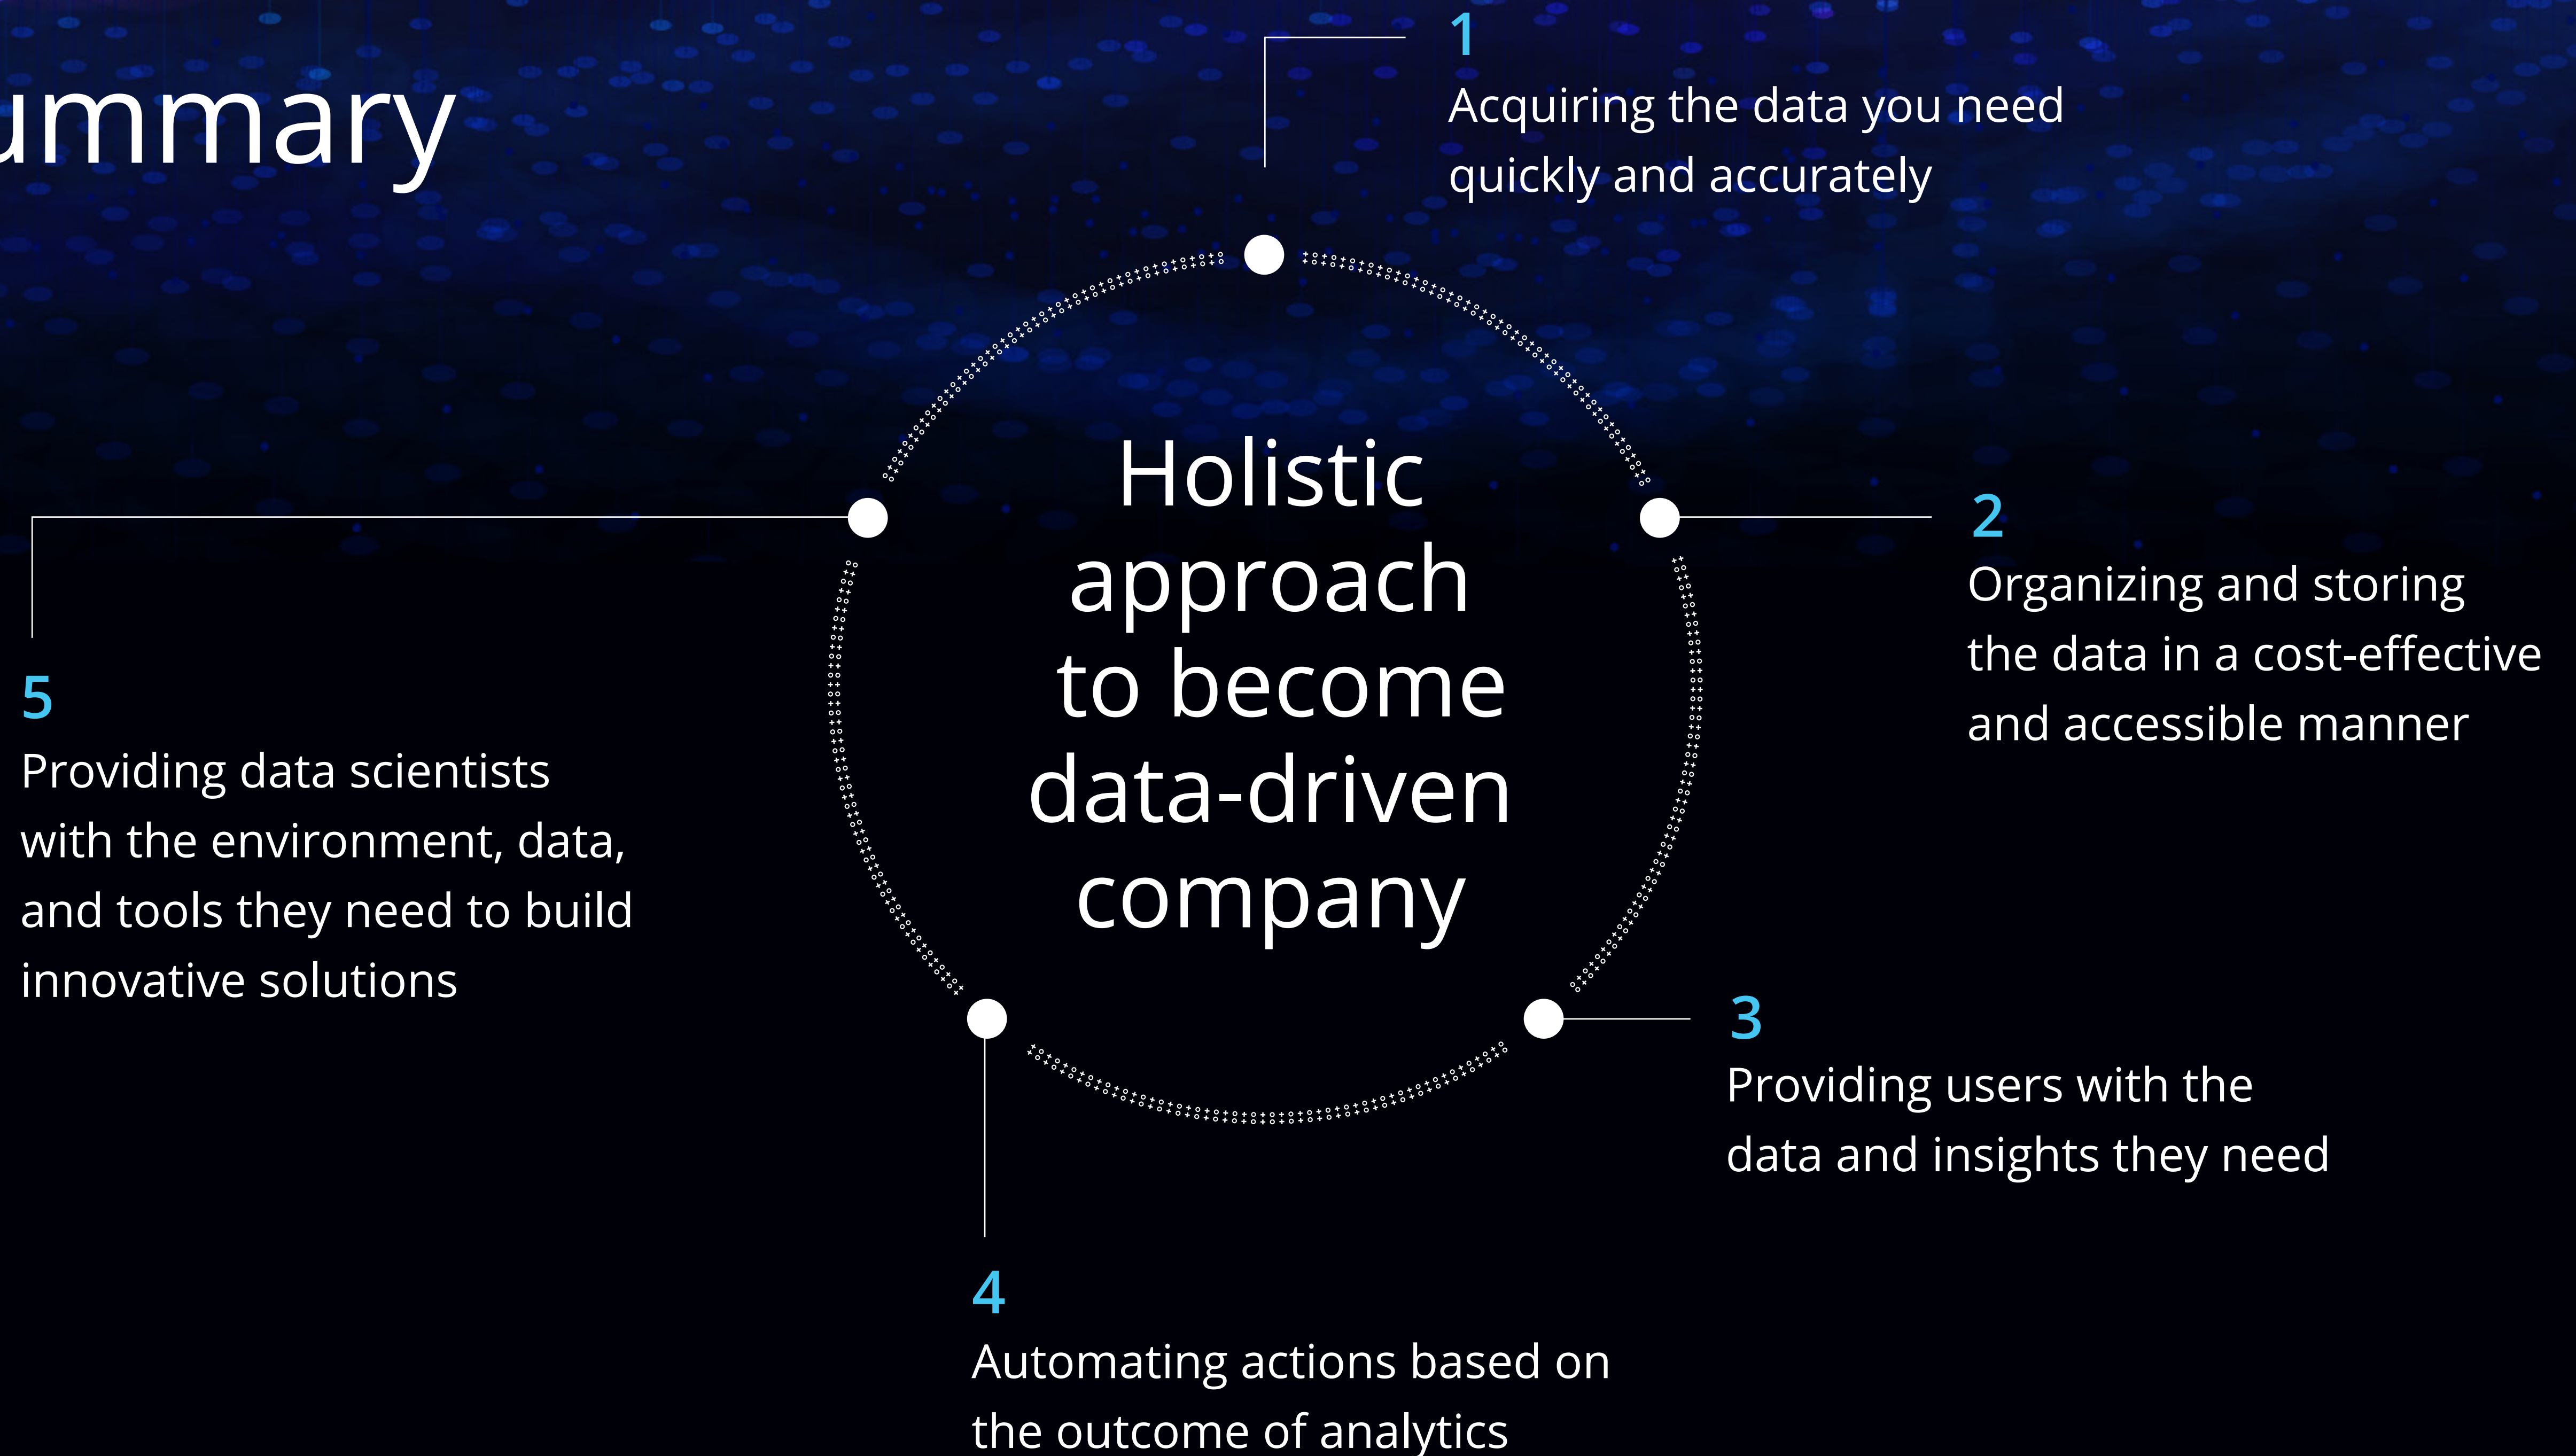 ummary
1
Acquiring the data you need
quickly and accurately
Holistic
approach
to become
data-driven
company
2
Organizing and storing
the data in a cost-effective
and accessible manner
3
Providing users with the
data and insights they need
4
Automating actions based on
the outcome of analytics
5
Providing data scientists
with the environment, data,
and tools they need to build
innovative solutions